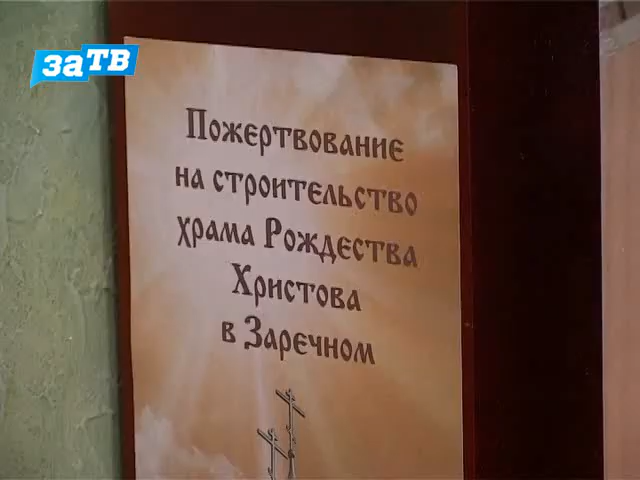 заТВ
Пожертвование
на строительство
храма Рождества
Христова
в Заречном